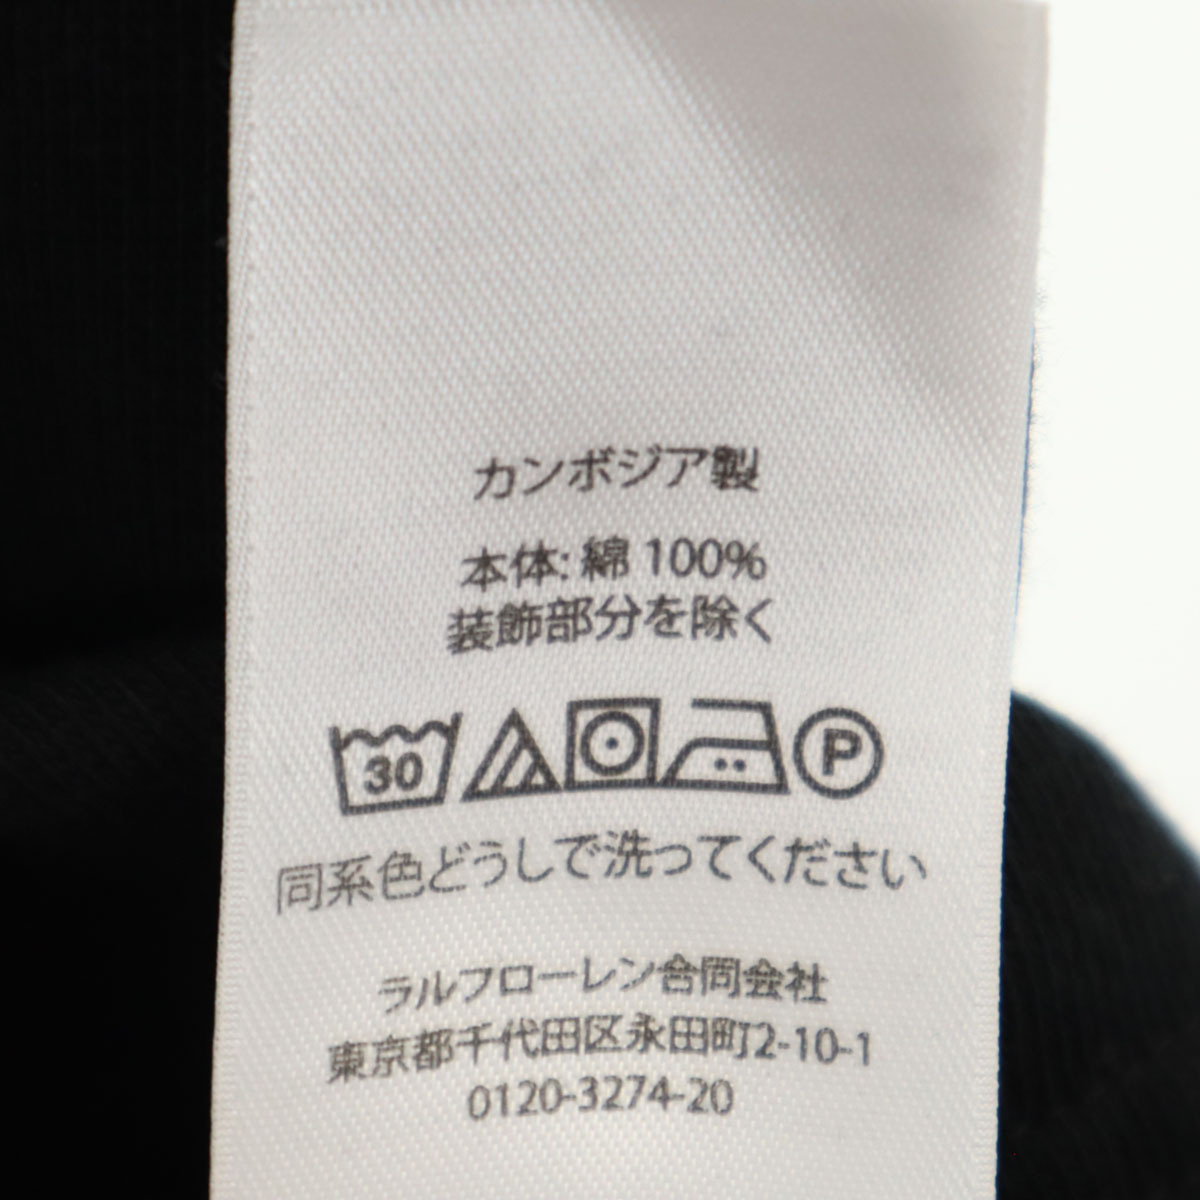 カンボジア製
本体: 綿 100%
装飾部分を除く
30 P
同系色どうしで洗ってください
ラルフローレン合同会社
東京都千代田区永田町2-10-1
0120-3274-20